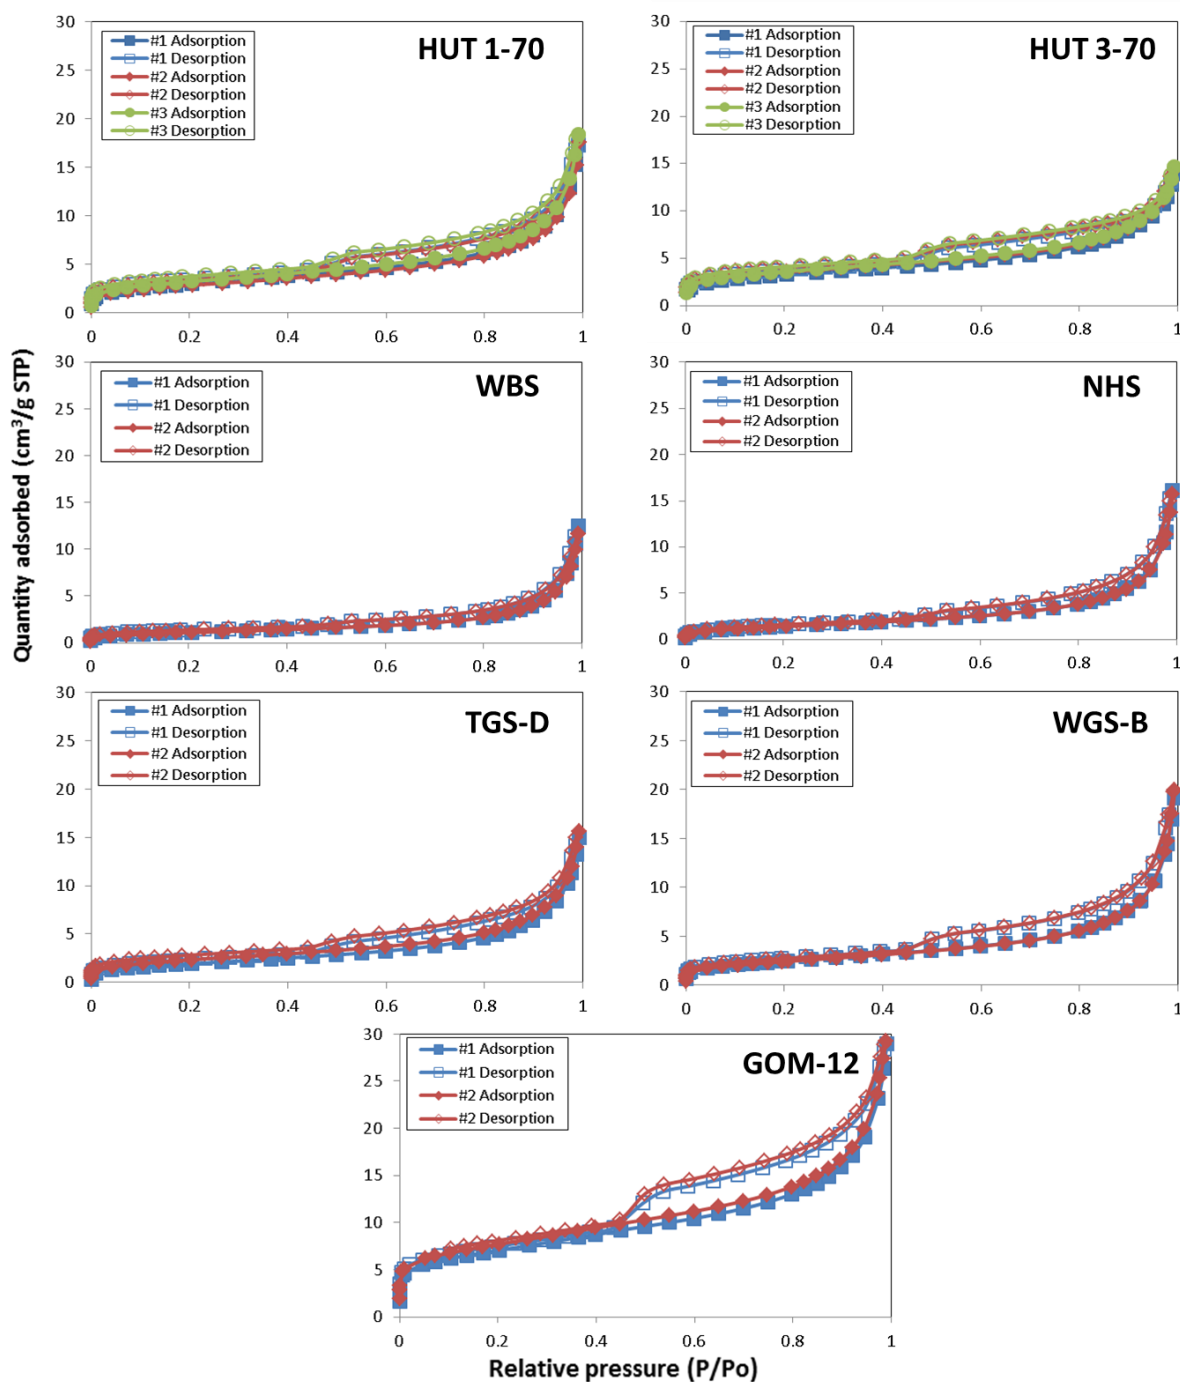 Quantity adsorbed (cm³/g STP)
HUT 1-70
#1 Adsorption
#1 Desorption
#2 Adsorption
#2 Desorption
#3 Adsorption
#3 Desorption
30
25
20
15
10
5
0
0 0.2 0.4 0.6 0.8 1
HUT 3-70
#1 Adsorption
#1 Desorption
#2 Adsorption
#2 Desorption
#3 Adsorption
#3 Desorption
30
25
20
15
10
5
0
0 0.2 0.4 0.6 0.8 1
WBS
#1 Adsorption
#1 Desorption
#2 Adsorption
#2 Desorption
30
25
20
15
10
5
0
0 0.2 0.4 0.6 0.8 1
NHS
#1 Adsorption
#1 Desorption
#2 Adsorption
#2 Desorption
30
25
20
15
10
5
0
0 0.2 0.4 0.6 0.8 1
TGS-D
#1 Adsorption
#1 Desorption
#2 Adsorption
#2 Desorption
30
25
20
15
10
5
0
0 0.2 0.4 0.6 0.8 1
WGS-B
#1 Adsorption
#1 Desorption
#2 Adsorption
#2 Desorption
30
25
20
15
10
5
0
0 0.2 0.4 0.6 0.8 1
GOM-12
#1 Adsorption
#1 Desorption
#2 Adsorption
#2 Desorption
30
25
20
15
10
5
0
0 0.2 0.4 0.6 0.8 1
Relative pressure (P/Po)